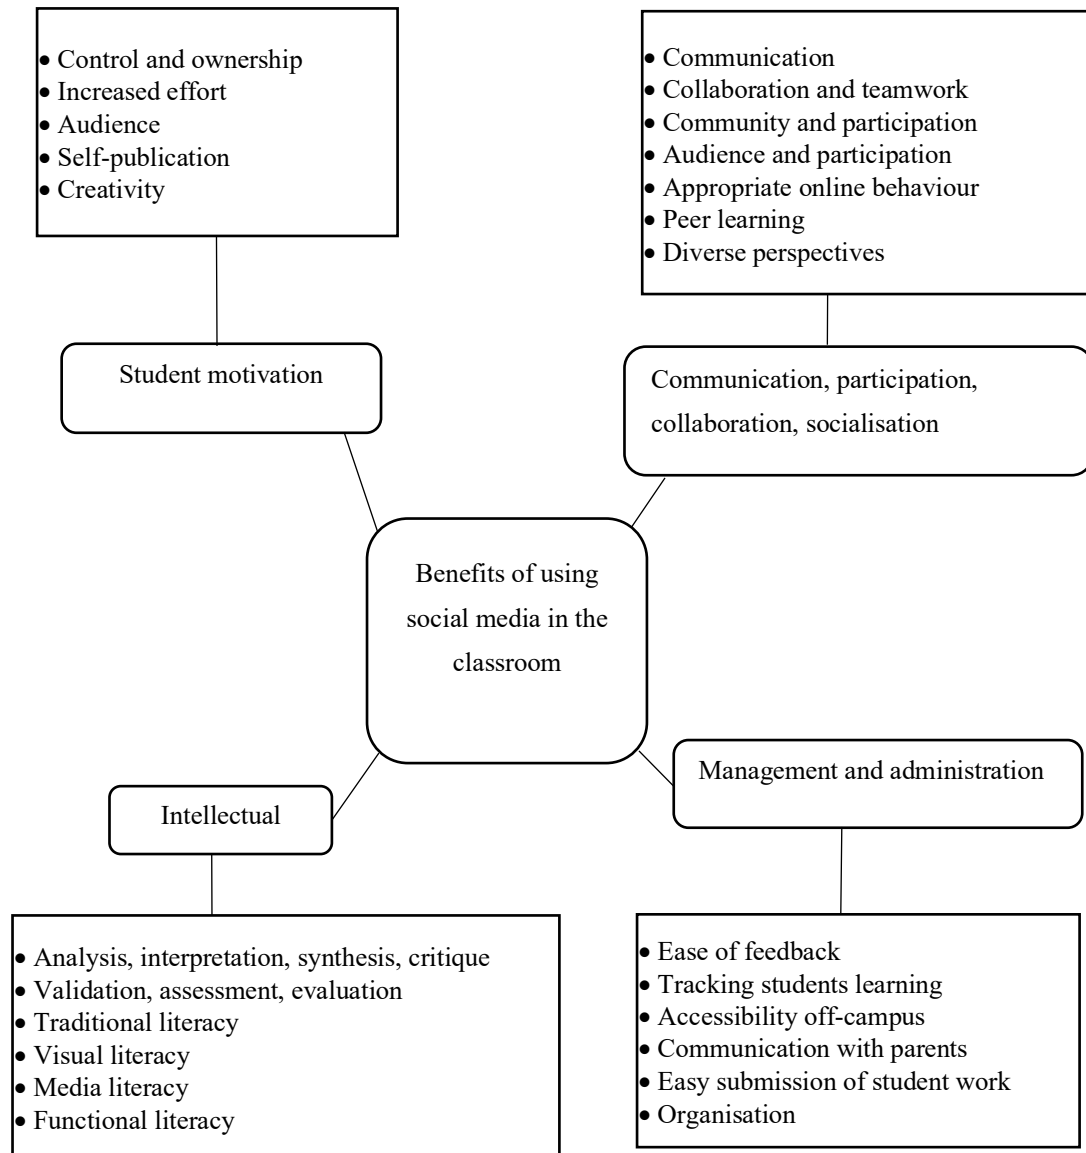 • Control and ownership
• Increased effort
• Audience
• Self-publication
• Creativity
• Communication
• Collaboration and teamwork
• Community and participation
• Audience and participation
• Appropriate online behaviour
• Peer learning
• Diverse perspectives
Student motivation
Communication, participation,
collaboration, socialisation
Benefits of using
social media in the
classroom
Intellectual
Management and administration
• Analysis, interpretation, synthesis, critique
• Validation, assessment, evaluation
• Traditional literacy
• Visual literacy
• Media literacy
• Functional literacy
• Ease of feedback
• Tracking students learning
• Accessibility off-campus
• Communication with parents
• Easy submission of student work
• Organisation